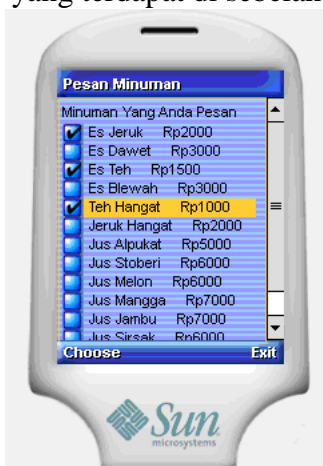 yang terdapat di sebelah
Pesan Minuman
Minuman Yang Anda Pesan
Es Jeruk Rp2000
Es Dawet Rp3000
Es Teh Rp1500
Es Blewah Rp3000
Teh Hangat Rp1000
Jeruk Hangat Rp2000
Jus Alpukat Rp5000
Jus Stoberi Rp6000
Jus Melon Rp6000
Jus Mangga Rp7000
Jus Jambu Rp7000
Jus Sirsak Rp6000
Choose Exit
Sun
microsystems